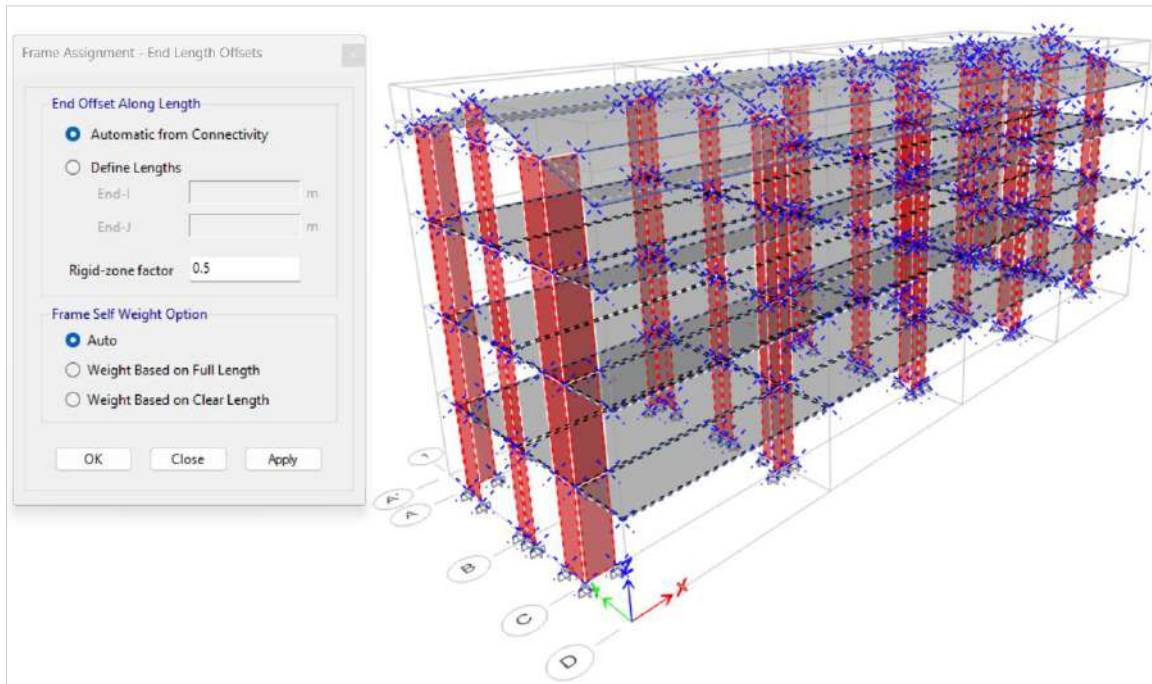 Frame Assignment - End Length Offsets
End Offset Along Length
Automatic from Connectivity
Define Lengths
End-I
m
End-J
m
Rigid-zone factor
0.5
Frame Self Weight Option
Auto
Weight Based on Full Length
Weight Based on Clear Length
OK
Close
Apply
A'
A
B
C
D
Z
Y
X